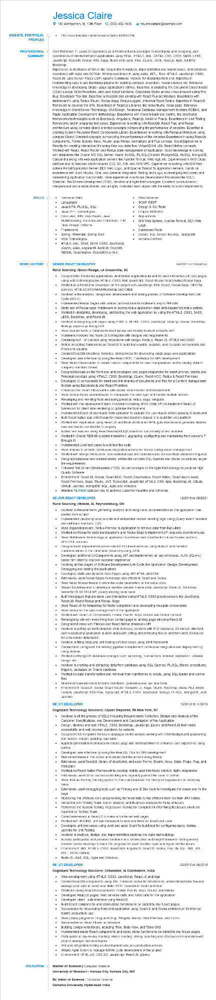 Jessica Claire
100 Montgomery St. 10th Floor (555) 432-1000 resumesample@example.com
WEBSITE, PORTFOLIO, PROFILES
http://www.linkedin.com/in/Jessica-Claire-
PROFESSIONAL SUMMARY
Over Extensive 7+ years of experience as a Front-end web developer in developing and designing user
experiences of Internet/Intranet applications using HTML, HTML5, XML, DHTML, CSS, CSS3, SASS, LESS,
JavaScript, ReactJS, Redux, ES6, Saga, thunk Web pack, Flex, JQuery, JSON, Node.js, Ajax, JQUERY
Bootstrap.
Experience in all phases of SDLC like Requirement Analysis, Implementation and Maintenance, and extensive
experience with Agile and SCRUM. Strong experience in using AJAX, JSTL, Tiles, HTML5, JavaScript, CSS3,
React.JS, Java Server Faces (JSF) Apache Commons, Velocity for designing front end. Expertise in
implementing easy to use Bootstrap plugins for building carousel, accordion, modal windows etc. Extensive
knowledge in developing single - page applications (SPAs). Expertise in analyzing the Document Object Model
(DOM) Layout, DOM Functions, and Java Script functions, Cascading Styles across cross-browser using Fire
Bug, Developer Tool Bar. Expertise in ReactJS and working with React Flux architecture. Experience with
middleware's using Redux-Thunk, Redux-Saga, Redux-Logger, Universal React Redux. Expertise in ReactJS
framework to develop the SPA. Experience in React.js Libraries like redux thunk, redux saga. Extensive
knowledge in Client/Server Technology, GUI Design, Relational Database Management Systems RDBMS, and
Rapid Application Development Methodology. Experience with modern build tool chains, like JavaScript
frameworks/technologies such as Express.js, Angular.js, React.js, MobX or Flux.js. Experience in Unit Testing
frameworks and in preparing test cases. Experience in working with ReactJS, React Flux, and Redux
architecture using complex object-oriented concepts in improving the performance of websites. Expertise in
creating Custom Reusable React Components Library. Experienced in working with Redux architecture using
complex Object-Oriented concepts in improving the performance of the websites Experience in using ReactJs
components, Forms, Events, Keys, Router, plus Redux, Animations and Flux concept. Good Experience in
Reactjs for creating interactive UIs using One way data flow, Virtual DOM, JSX, React Native concepts.
Worked with React, React Router and Redux state management of application. Good knowledge in working
with databases like Oracle, MS SQL Server, Azure, MySQL, PL/SQL(Oracle), PostgreSQL, NoSQL, MongoDB,
Cassandra along with web application servers like Apache Tomcat, Web logic etc. Experience in AWS Cloud
platform and its features which includes EC2, S3, AMI, and AWS VPC. Experience in working with IBM Web
sphere Portal/Application Server, BEA Web Logic, and Apache Tomcat 5x application servers. Hands on
experience with Junit, Mocha, Chai, and Jasmine Integration Testing and Log4j in developing test cases and
determining application functionality. Have experience in software Development Processes like SDLC,
Waterfall, Test Driven Development (TDD), Iterative and Agile Methodologies. Excellent communication,
interpersonal and analytical skills, and a highly motivated team player with the ability to work independently.
SKILLS
Technical Skills
Languages
Java 8/7/6, PL/SQL, SQL
Java/J2EE Technologies
Core Java, JMS, Java Beans, Java
Multithreading, Generics and Collections, EJB,
Tiles, Design Patterns
Frameworks
Spring, Hibernate, Spring Boot,
Web Technologies
HTML5, XML, DOM, JSON, CSS3, JavaScript,
JQuery, AJAX, AngularJS, NodeJS, ReactJS,
REDUX, React Native, ReactJS15.x-16.x
Web Services
SOAP, REST
Design & GUI Tools
Eclipse, IBM RAD
App servers
IBM Web Sphere, Apache Tomcat, BEA Web
Logic
Databases/Tools
Oracle, SQL Server, My-SQL, MongoDB
Version Controls
WORK HISTORY
SENIOR REACT DEVELOPER 09/2021 to CURRENT
Rural Sourcing | Baton Rouge, LA Greenville, SC
Designed the Front-end applications, And Mobile Application As well for user interactive (UI) web pages
using web technologies like HTML5, CSS3, Es6 JavaScript, React JS and React-Native/Redux Saga
Worked as a Front-End Developer on the project with JavaScript, ES6, React, Redux Saga, RESTful
services, HTML5/CSS3/SASS/Bootstrap and Gitlab
Involved in the analysis, design and development and testing phases of Software Development Life
Cycle (SDLC)
Implemented Redux Saga's with actions and reducers to implement a sync API calls
Made use of Redux saga middleware to access redux application state and dispatched redux actions
Worked in designing, developing, and testing the web application by using the HTML5, CSS3, SASS,
LESS, Bootstrap, and React.JS
Involved in designing web pages using HTML 5, XHTML, CSS3, JavaScript, React.js, Redux, Bootstrap,
Node.js, express.js, Mongo DB
Used popular Node.js frameworks like Express and Restify to mock a Restful API
Implement modules into Node JS to integrate with designs and requirements
Created proof - of concept using responsive web design, Node.js, React JS, HTML5 and CSS3
Skilled in leading frameworks as ReactJS to build high-quality, scalable, and reusable components and
Front-end solution
Created ReactJS directives, factories, and services for developing single page web applications
Developed user interface by using the React HOC, Flux/Redux for SPA development
Used React Observables to create custom components for data manipulations and to display data in
company standard format
Designed layouts on the front-end and developed web pages responsive for smart phones, tablets and
Personal desktops using HTML5, CSS3, Bootstrap, jQuery, React HOC, Redux & React Promises
Developed UI components for email and link sharing of documents and files for a Content Management
System using Backbone.js and React Promises
Enhanced the React Observables with Redux, React-router and Redux-thunk
Used Redux-Thunk as middleware to manipulate the data type and handle multiple actions
Revamping and rewriting front end using preact.js, redux, saga, webpack
Worked with the development team, involved in creating MVW (Web API) to implement React.JS
framework for client-side rendering to optimize the front end
Implemented React JS client-side form validation to validate the user inputs before passing to back-end
Built React Native app with Redux for responsive location- based UI to build the web platform
Worked with Application using React JS and Node JS libraries NPM, gulp directions to generate desired
view and flux to root the URL's properly
Added new features using React/Redux(RXJS)/Lodash for functionality of few modules
Worked in Oracle RDBMS systems installation, upgrading, configuring and maintaining from versions 7
through 9i
Implemented JUnit test cases to unit test the code
Used Jenkins to provide continuous integration service for Server configuration management
Worked with Mongo DB to store non-relational data into collection and retrieve them whenever required
Designed database and created tables, written the complex SQL Queries and stored procedures as per
the requirements
Followed Test Driven Development (TDD), Scrum concepts of the Agile Methodology to produce high
Quality Software
Environment: React.JS, Redux, React HOC, React Observables, React Native, React Async Await,
React Promises, Saga, Thunk, JWT, Typescript, JavaScript, HTML5, CSS, Ajax, Bootstrap.JS, GitLab,
GitHub, Jasmine, MongoDB, SQL, Agile and Windows.
Handled [Number] calls per day to address customer inquiries and concerns.
SENIOR REACT DEVELOPER 12/2019 to 08/2021
Rural Sourcing | Mobile, AL Reynoldsburg, OH
Involved in Requirements gathering, analysis and design and documentation as the application was
started from scratch
Implemented JavaScript source code and embedded nested handling logic using jQuery event handlers
and call back functions, ES6
Used Saga Middleware, Redux-Promise in application to retrieve data from Back-End
Worked on Redux for state manipulations and Redux Saga to implement API requests asynchronously
Used Middleware, Redux-Saga in application to retrieve data from Back-End and to also perform
RESTFUL services
Designed and implemented server-side RESTful web services using NodeJS and handled
communications to the client side (ReactJS) using JSON
Developed additional UI Components using JSF and implemented an asynchronous, AJAX (JQuery)
based rich client to improve customer experience
Involving all the stages of Software Development Life Cycle like Application Design, Development,
Debugging and testing the applications
Developed static and dynamic Web Pages using JSP, HTML and CSS
Extensively used Redux Sagas to manage side effects in React and Redux
Used React Router Redux to store the route parameters in the redux store
Utilized Bootstrap and to develop a reactive website from a static JavaScript, Node JS, Bootstrap,
Semantic UI, RESTful API, jQuery existing code base
Built Web pages that are more user-interactive using HTML5, CSS3 preprocessors like JavaScript,
React.JS, React-Redux and Redux- Saga
Used React JS for templating for faster compilation and developing reusable components
Used Redux for the data management of the application
Worked with React JS Components, Forms, Events, Keys, Router and Redux concept
Redesigning site with everything from contact page to landing page all using React.JS
Designed UI views with Flexbox and React Native dimension API
Involved in setting up AWS (Amazon Web Services) services with EC2 instances, S3 bucket, IAM took
part in deploying application in AWS along with writing and retrieving files to and from AWS S3 bucket
for UI to render data faster
Involved in fixing bugs and unit testing with test cases using JUnit framework
Created and configured the delivery pipeline to implement continuous integration and deployment by
using Jenkins
Worked on MongoDB database concepts such as locking, transactions, indexes, replication, schema
design, etc
Involved in creating and extracting data from database using SQL Queries, PL/SQL Stored procedures,
triggers, packages on Oracle database
Worked on data transformation and retrieval from mainframes to oracle, using SQL loader and control
files
Monitored team members to follow standards, guidelines and use new tools
Environment: ReactJS, Redux, React Router, Semantic UI, Saga, Thunk, Bootstrap, Axios, Flux, MobX,
Lodash, JavaScript, ES6 Flow, Typescript, HTML5, CSS3, JavaScript, Node.js, PL/SQL, MongoDB, Junit,
Jasmine.
REACT DEVELOPER 10/2018 to 11/2019
Cognizant Technology Solutions | Upper Gwynedd, PA New York, NY
Involved in all the phases of SDLC including Requirements Collection, Design and Analysis of the
Customer Specifications, and Development and Customization of the Application
Design, develop and test HTML5, CSS3, Bootstrap, JavaScript, jQuery and React.JS that meets
accessibility and web browser standards for website
Designed CSS templates for use in all pages on the website working with CSS Background, positioning,
text, border, margin, padding, and table
Applied optimization techniques to reduce page size and load times to enhance user experience using
sprites
Developed user interface by using the ReactJS, Flux for SPA development
Maintained states in the stores and dispatched the actions using Redux
Extensively used ReactJS, library of JavaScript, and used Forms, Events, Keys, State, Props, Flux, and
Web pack
Worked on React Native Framework to develop mobile user interfaces which is highly responsive
Extensively used Git for version controlling and regularly pushed the code to GitHub
Used JIRA as the bug tracking system to track and maintain the history of bugs/issues on everyday
basis
Extensively used developing tools such as Firebug and IE Dev tools to investigate the issues and fix the
bugs
Monitoring the offshore work and providing technical help to the offshore team for their JIRA tickets
Interacted with Testing Team, Scrum Masters, and Business Analysts for fixing of Issues
Performed the System Testing, Regression Testing for Complete UI after fixing the Issues which are
reported by Testing Team
Coded extensively in ReactJS to make rich internet web pages
Worked with JASMINE unit test framework to write unit tests for JavaScript code
Developed unit test cases using Junit and used Grunt for build tool for configuring tasks, Karma,
Jasmine for Unit Testing
Involved in analysis, design, and implementation applying the Agile methodology
Actively participated and provided feedback in a constructive and insightful manner during weekly
Iterative review meetings to track the progress for each iterative cycle and figure out the issues
Environment: XML, HTML5, CSS3, JavaScript, AngularJS, ReactJS, Redux, Flex, My SQL, XML, XSL,
XSLT, JSON, GitHub,
Node.JS, JUnit, SQL, Agile and Windows.
REACT DEVELOPER 05/2015 to 09/2018
Cognizant Technology Solutions | Urbandale, IA Coimbatore, India
Web development using HTML5, CSS3, JavaScript, React JS and Ajax
Created ReactJS components using JSX, Followed Redux Architecture for unidirectional data flow and
manage your data in React and Make HTTP requests in React & Redux
Worked in using ReactJS components, Forms, Events, Keys, Router, Animations
Developed ReactJS pages, Web services calls, and AJAX calls for the application
Developed client - side Interface using ReactJS
Build React components and stand-alone functions to be added to any future pages
Responsible for developing front-end application using ReactJS and Redux architecture for internal
team's productivity use
Used jQuery plugins for Drag-and-Drop, Widgets, Menus, User Interface, and Forms
Responsible for React UI and architecture
Building components library, including Tree, Slide-View, and Table Grid
Implemented stable React components and stand-alone functions to be added to any future pages
Participated in day-to-day meeting, status meeting, strong reporting and effective communication with
project manager and developers
Unit and integration testing on development and pre-production servers
Utilized Agile Scrum to manage full life cycle development of the project
Environment: HTML 4/5, CSS 2/3, JavaScript, React JS, jQuery
EDUCATION
Master of Science | Computer Science
University of Missouri - Kansas City, Kansas City, MO
Bachelor of Science | Computer Science
Osmania University, Hyderabad India